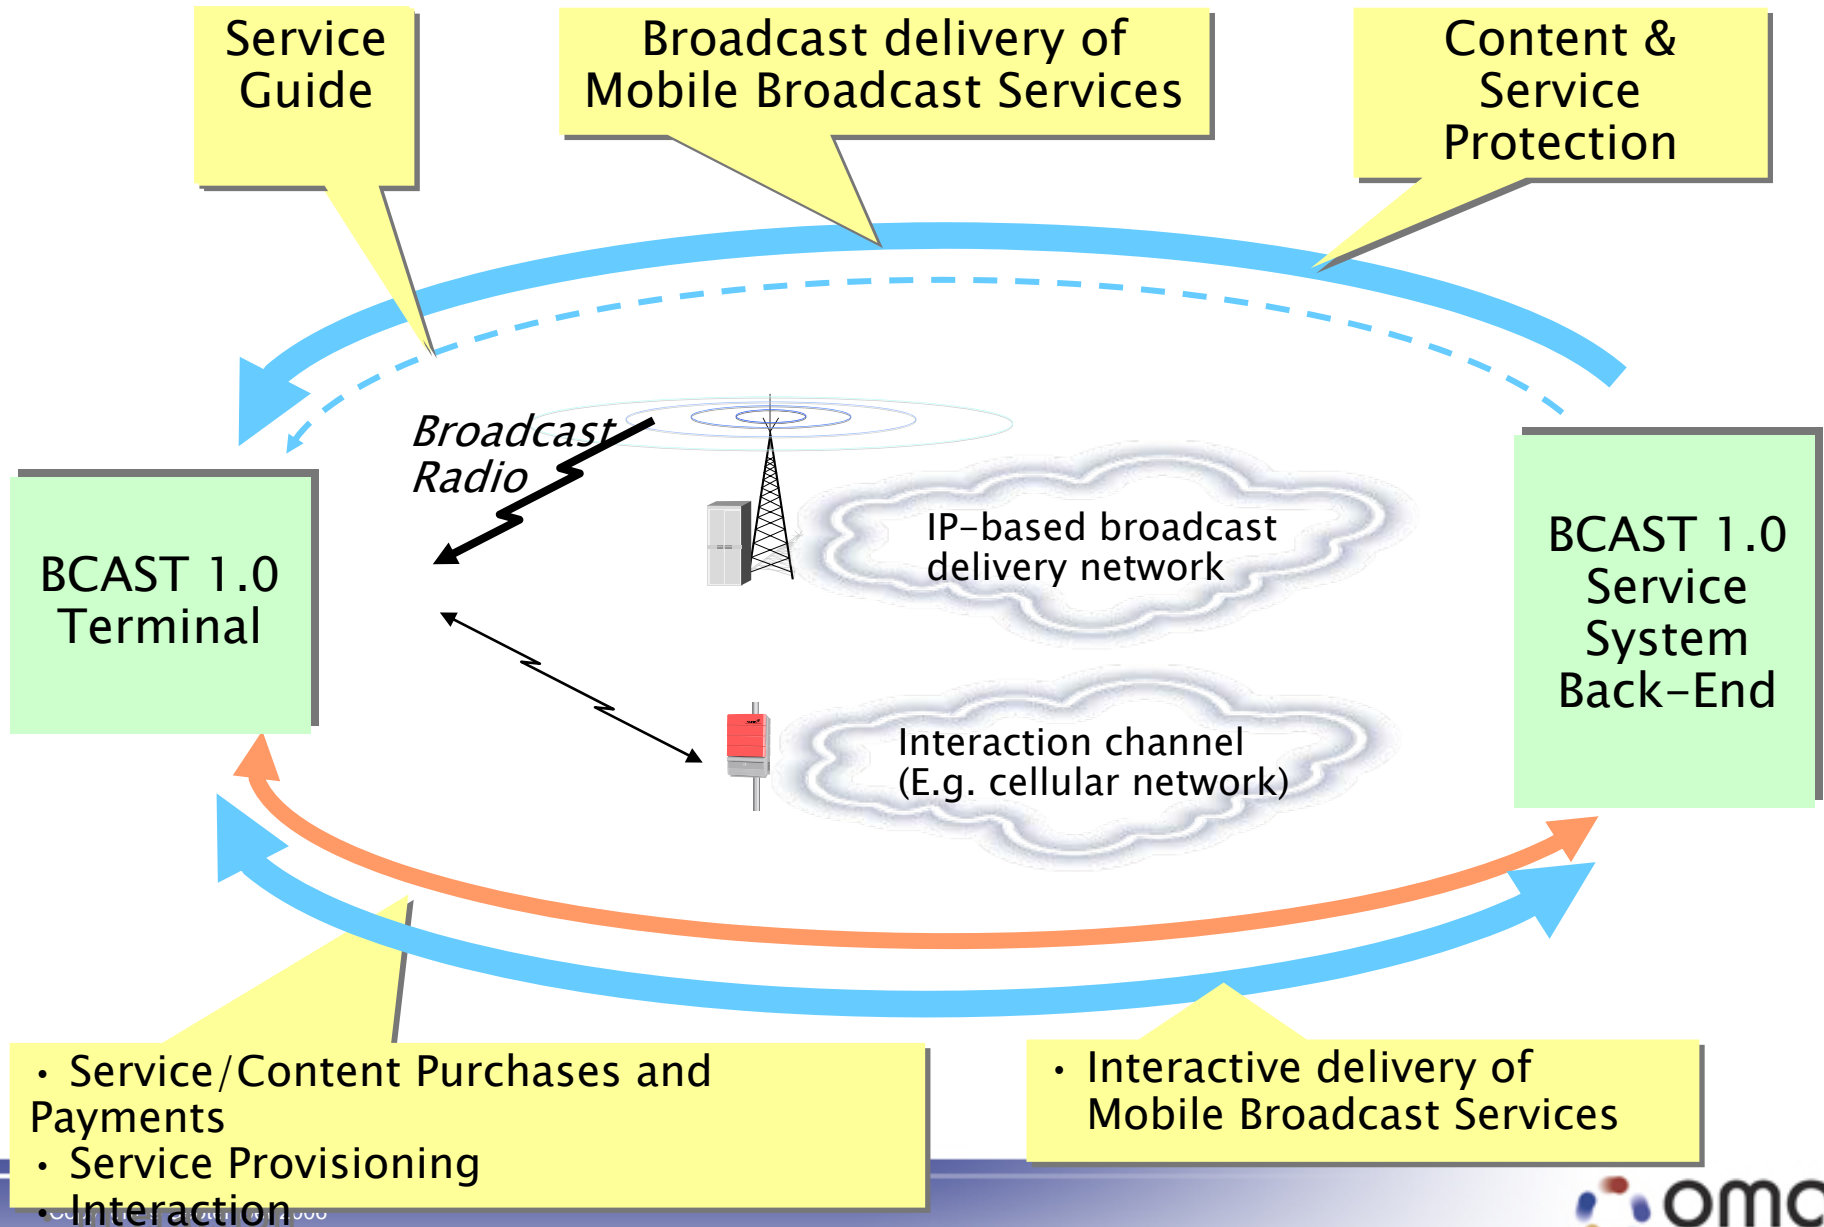 Service
Guide
Broadcast delivery of
Mobile Broadcast Services
Content &
Service
Protection
Broadcast
Radio
IP-based broadcast
delivery network
BCAST 1.0
Terminal
BCAST 1.0
Service
System
Back-End
Interaction channel
(E.g. cellular network)
• Service/Content Purchases and
Payments
• Service Provisioning
• Interaction
• Interactive delivery of
Mobile Broadcast Services
2006
oma